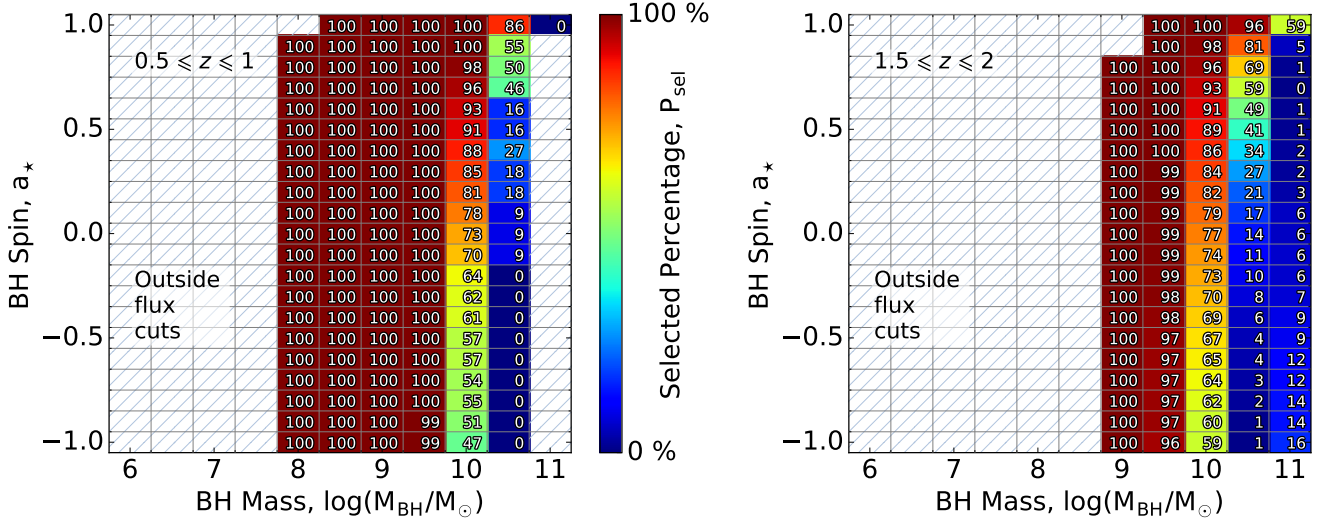 1.0 100 100 100 100 86 0
100 100 100 100 100 55
0.5 ⩽ z ⩽ 1
100 100 100 100 98 50
100 100 100 100 96 46
100 100 100 100 93 16
0.5 100 100 100 100 91 16
100 100 100 100 88 27
100 100 100 100 85 18
100 100 100 100 81 18
100 100 100 100 78 9
0.0 100 100 100 100 73 9
100 100 100 100 70 9
100 100 100 100 64 0
100 100 100 100 62 0
100 100 100 100 61 0
−0.5 100 100 100 100 57 0
100 100 100 100 57 0
100 100 100 100 54 0
100 100 100 100 55 0
100 100 100 99 51 0
−1.0 100 100 100 99 47 0
Outside
flux
cuts
BH Spin, a⋆
6 7 8 9 10 11
BH Mass, log(M_BH/M_⊙)
100 %
0 %
Selected Percentage, P_sel
1.0 100 100 96 59
100 98 81 5
1.5 ⩽ z ⩽ 2
100 100 96 69 1
100 100 93 59 0
100 100 91 49 1
0.5 100 100 89 41 1
100 100 86 34 2
100 99 84 27 2
100 99 82 21 3
100 99 79 17 6
0.0 100 99 77 14 6
100 99 74 11 6
100 99 73 10 6
100 98 70 8 7
100 98 69 6 9
−0.5 100 97 67 4 9
100 97 65 4 12
100 97 64 3 12
100 97 62 2 14
100 97 60 1 14
−1.0 100 96 59 1 16
Outside
flux
cuts
BH Spin, a⋆
6 7 8 9 10 11
BH Mass, log(M_BH/M_⊙)